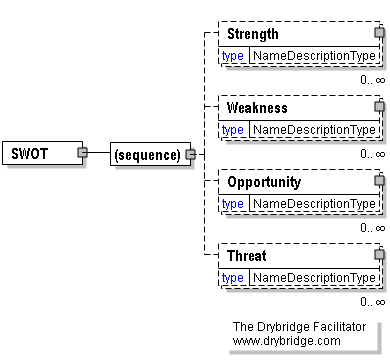 Strength
type NameDescriptionType
0.. ∞
Weakness
type NameDescriptionType
0.. ∞
SWOT
(sequence)
Opportunity
type NameDescriptionType
0.. ∞
Threat
type NameDescriptionType
0.. ∞
The Drybridge Facilitator
www.drybridge.com